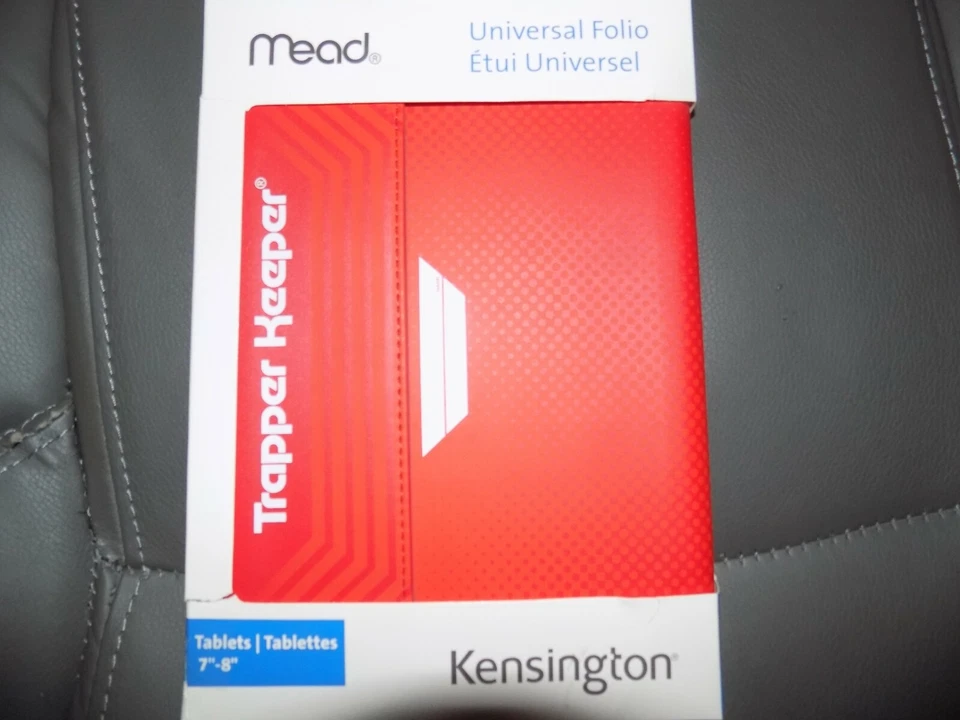 Mead®
Universal Folio
Étui Universel
Trapper Keeper®
Tablets | Tablettes
7"-8"
Kensington®